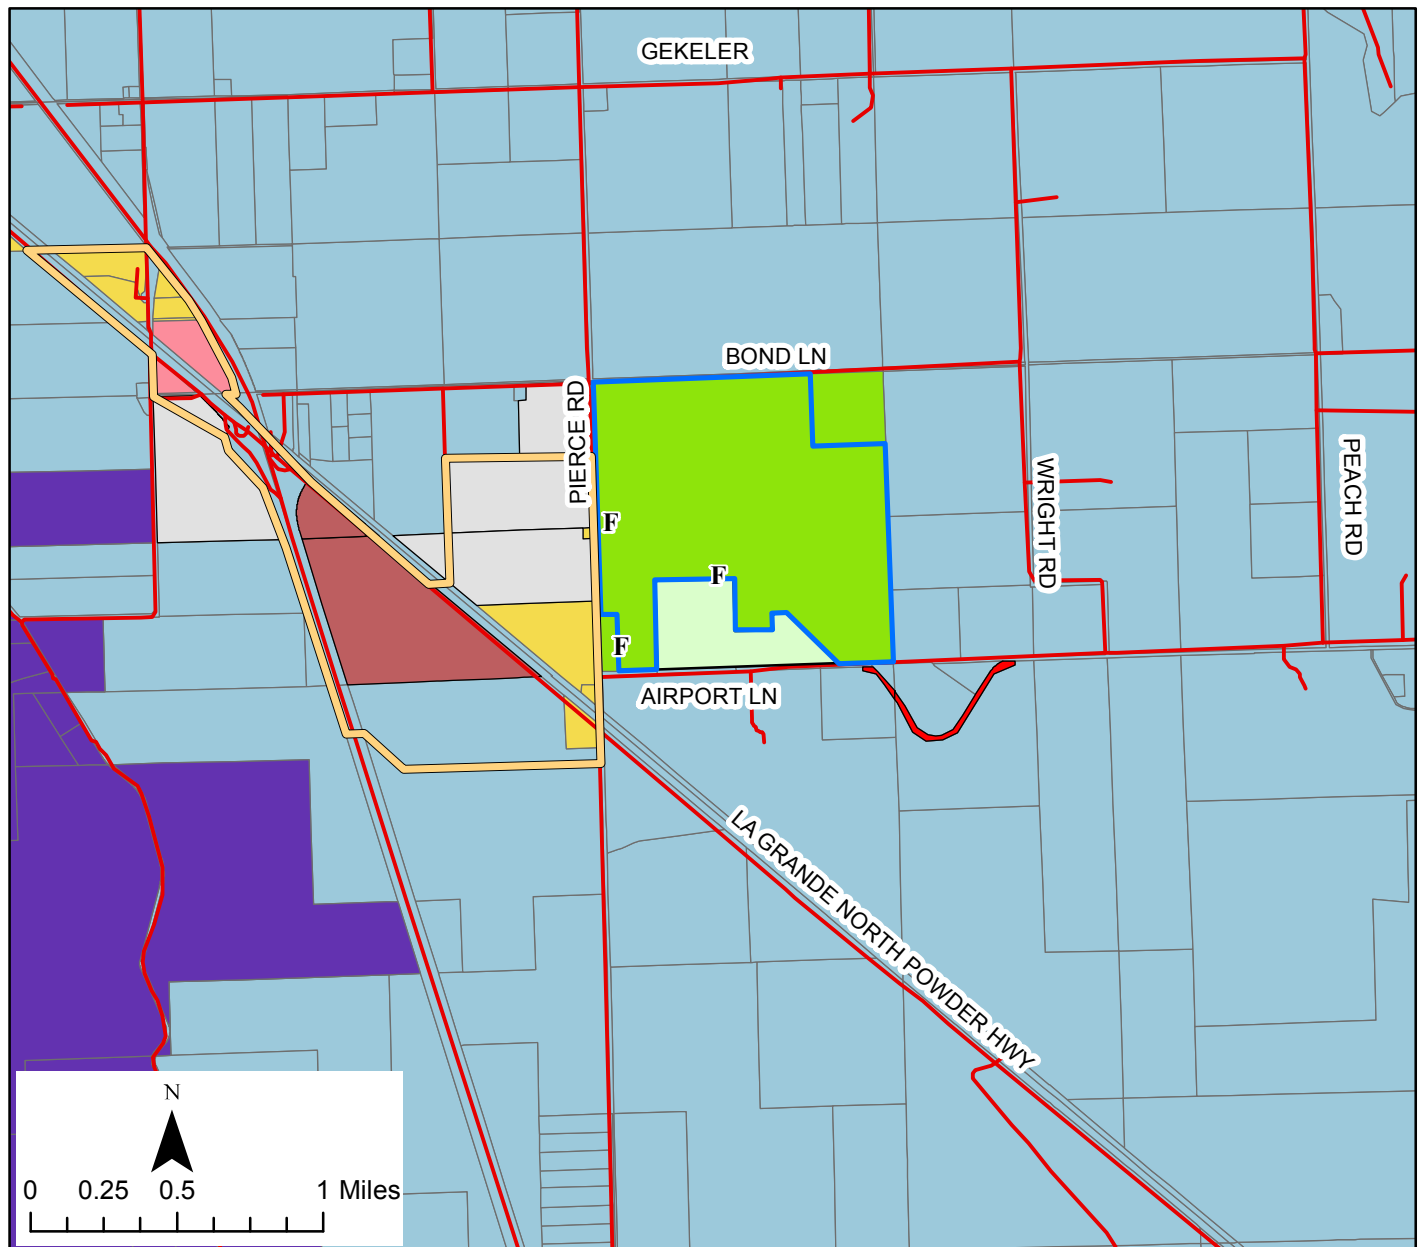 GEKELER
BOND LN
PIERCE RD
WRIGHT RD
PEACH RD
F
F
F
AIRPORT LN
LA GRANDE NORTH POWDER HWY
N
0 0.25 0.5 1 Miles